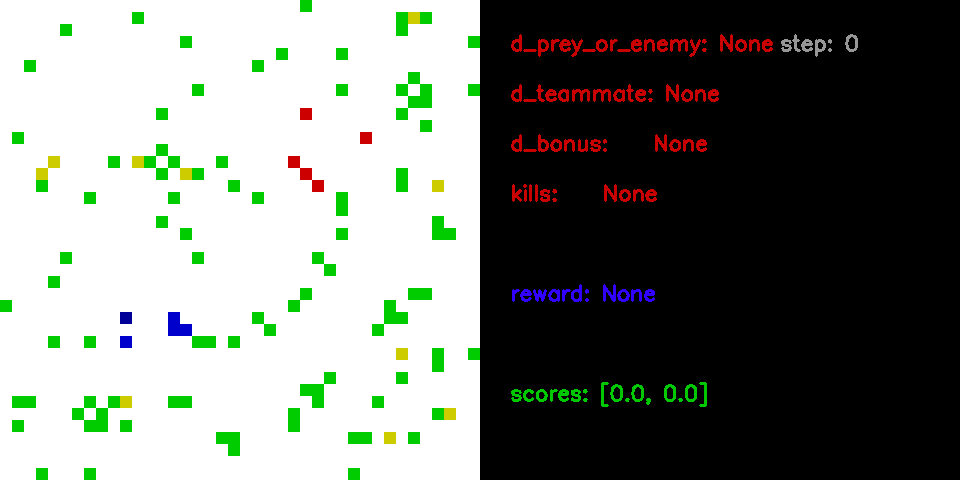 d_prey_or_enemy: None step: 0
d_teammate: None
d_bonus: None
kills: None
reward: None
scores: [0.0, 0.0]